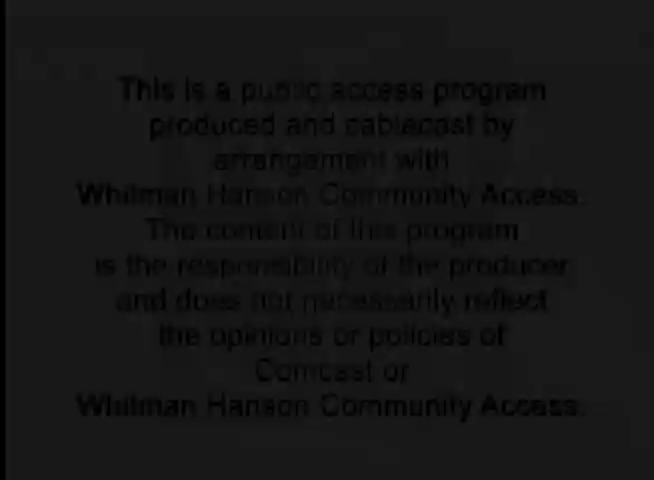 This is a public access program
produced and cablecast by
arrangement with
Whitman Hanson Community Access.
The content of this program
is the responsibility of the producer
and does not necessarily reflect
the opinions or policies of
Comcast or
Whitman Hanson Community Access.